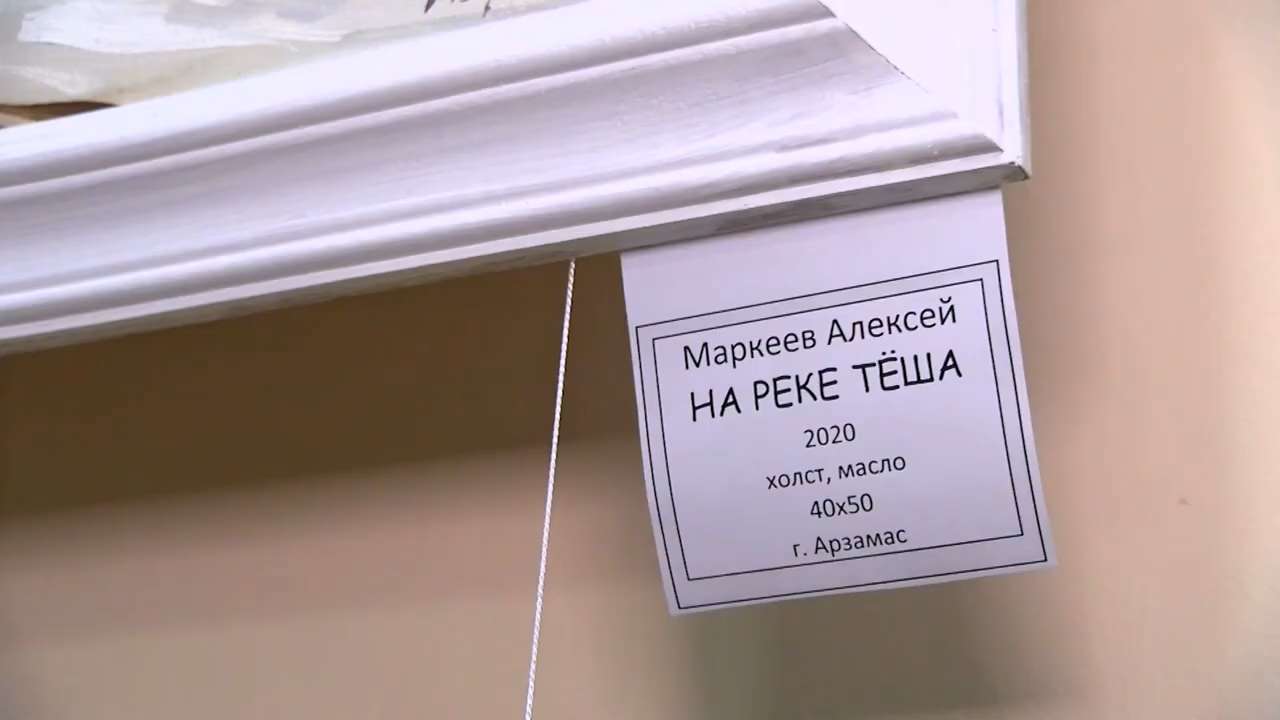 Маркеев Алексей
НА РЕКЕ ТЁША
2020
холст, масло
40х50
г. Арзамас